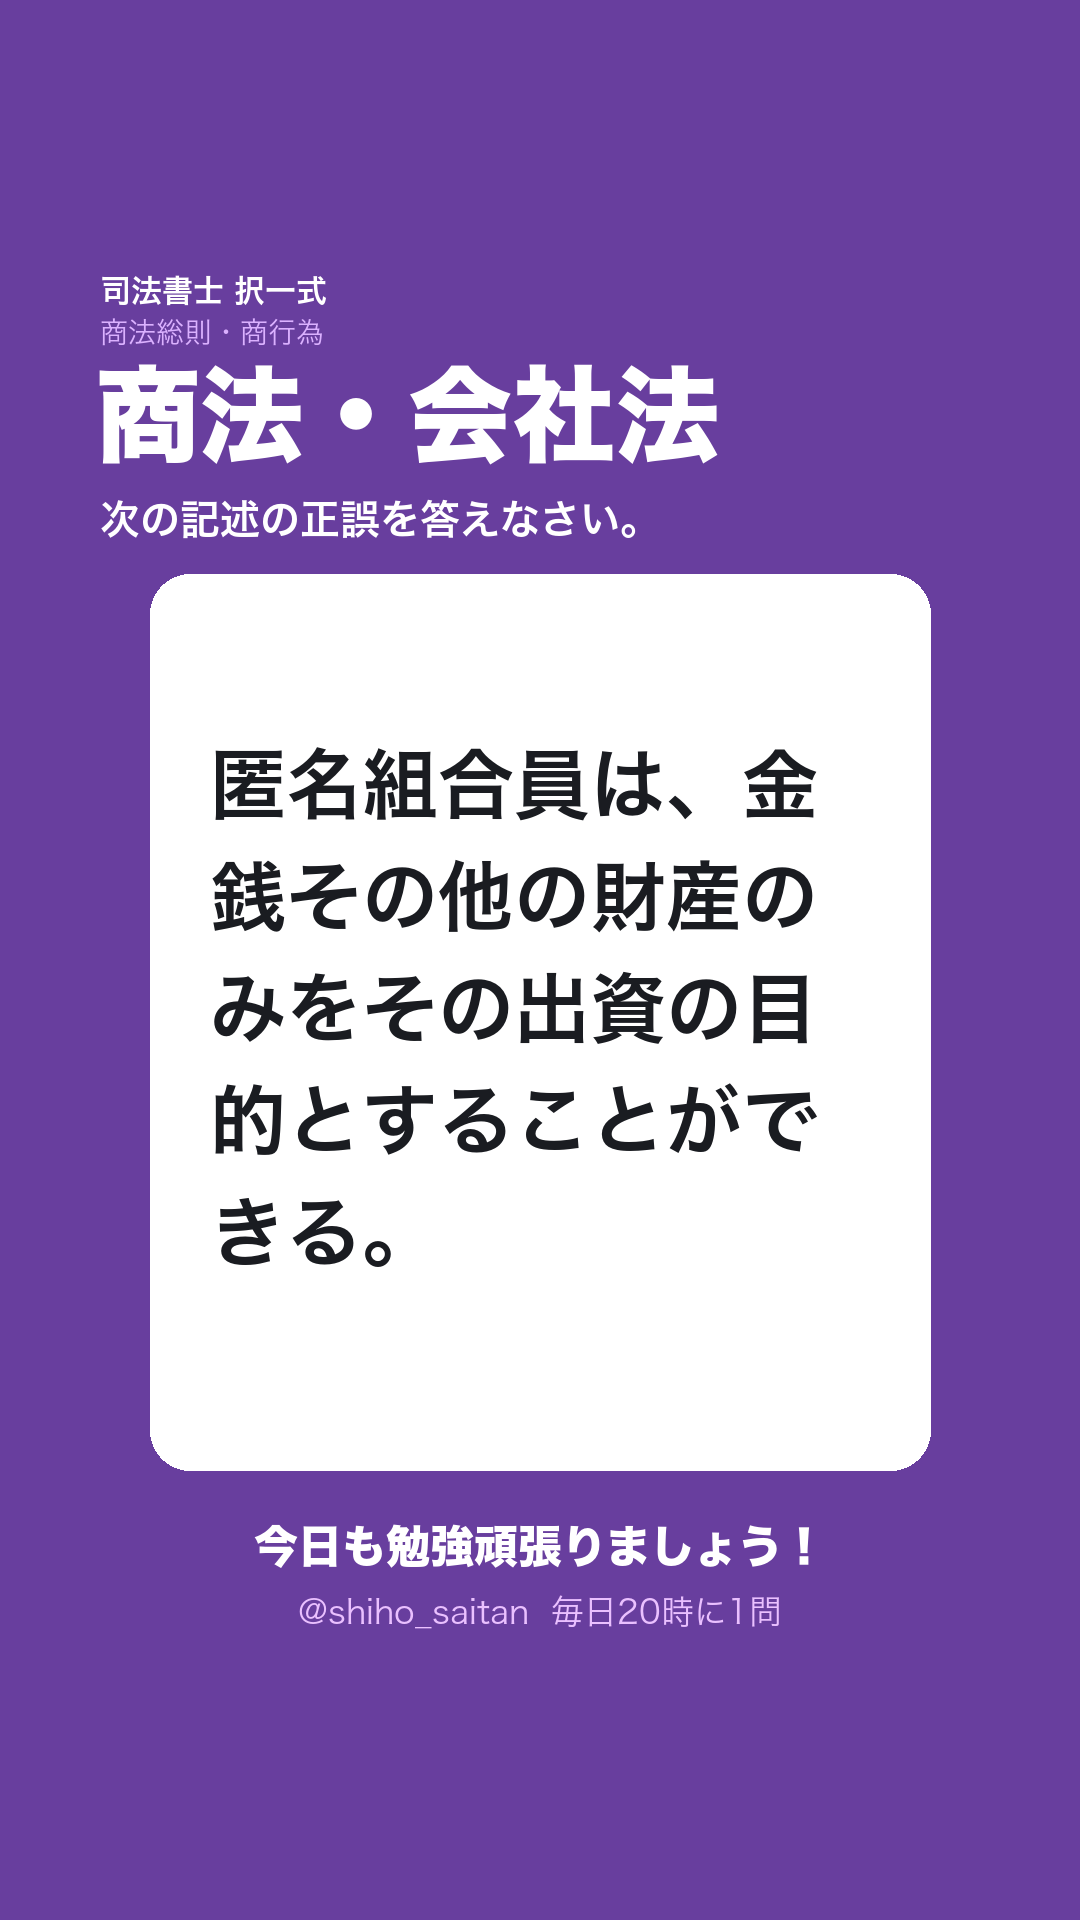 司法書士 択一式
商法総則・商行為
商法・会社法
次の記述の正誤を答えなさい。
匿名組合員は、金
銭その他の財産の
みをその出資の目
的とすることがで
きる。
今日も勉強頑張りましょう！
@shiho_saitan 毎日20時に1問